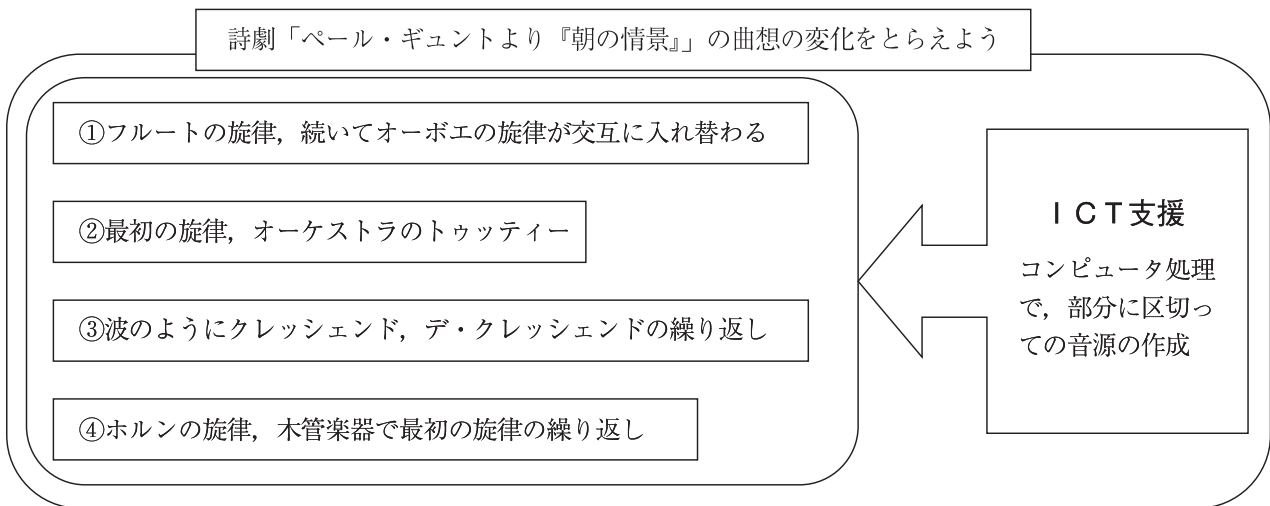 詩劇「ペール・ギュントより『朝の情景』」の曲想の変化をとらえよう
①フルートの旋律，続いてオーボエの旋律が交互に入れ替わる
②最初の旋律，オーケストラのトゥッティー
③波のようにクレッシェンド，デ・クレッシェンドの繰り返し
④ホルンの旋律，木管楽器で最初の旋律の繰り返し
ＩＣＴ支援
コンピュータ処理
で，部分に区切っ
ての音源の作成